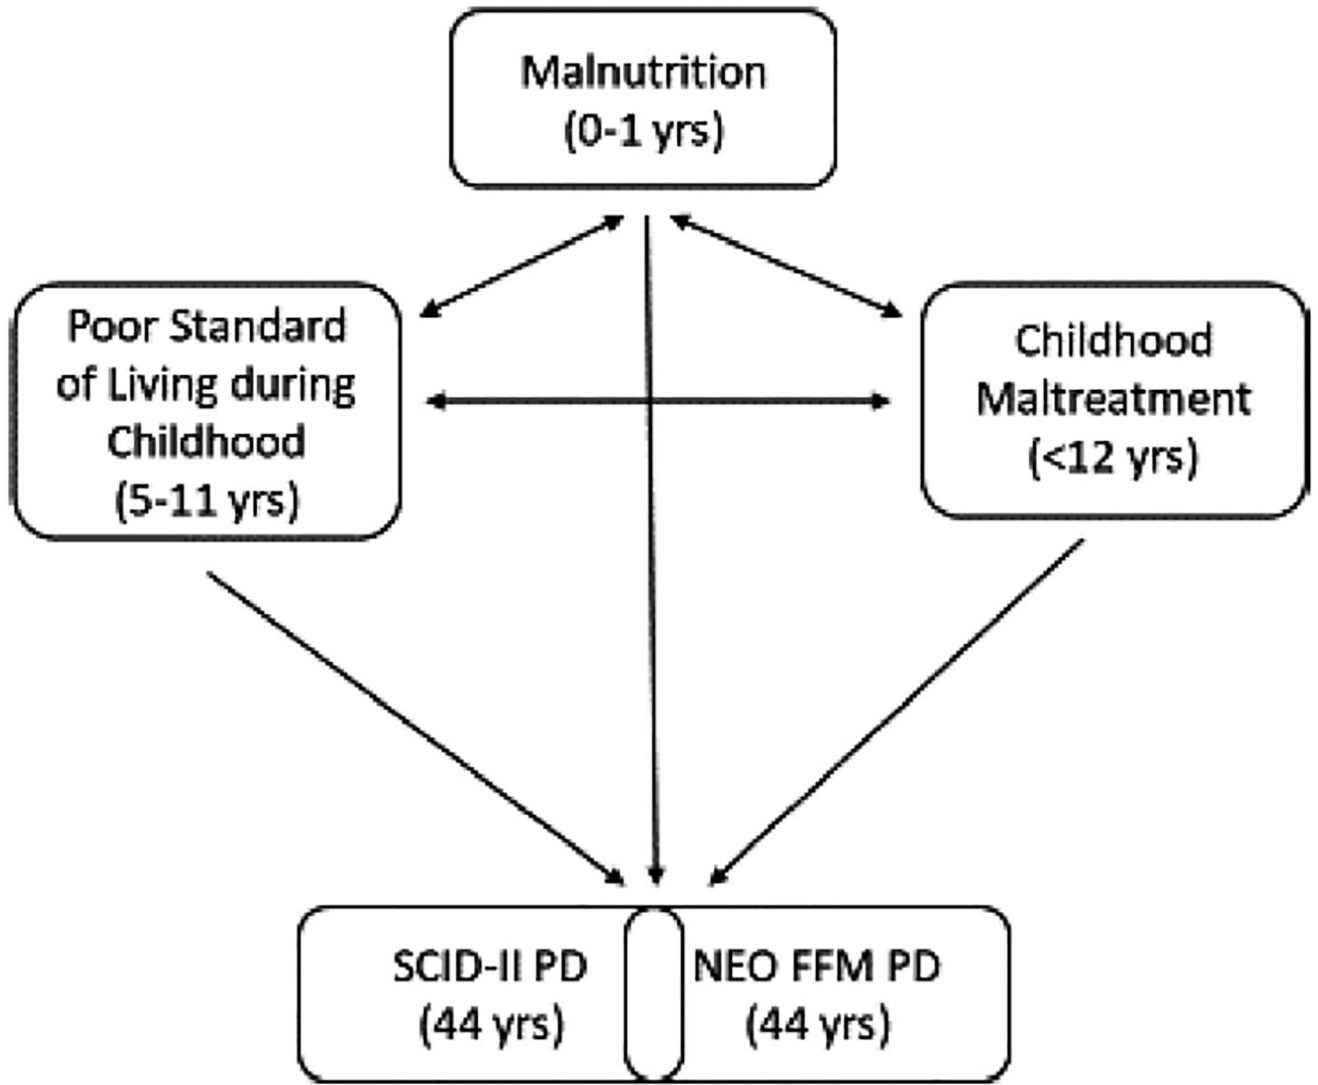 Malnutrition
(0-1 yrs)
Poor Standard
of Living during
Childhood
(5-11 yrs)
Childhood
Maltreatment
(<12 yrs)
SCID-II PD
(44 yrs)
NEO FFM PD
(44 yrs)